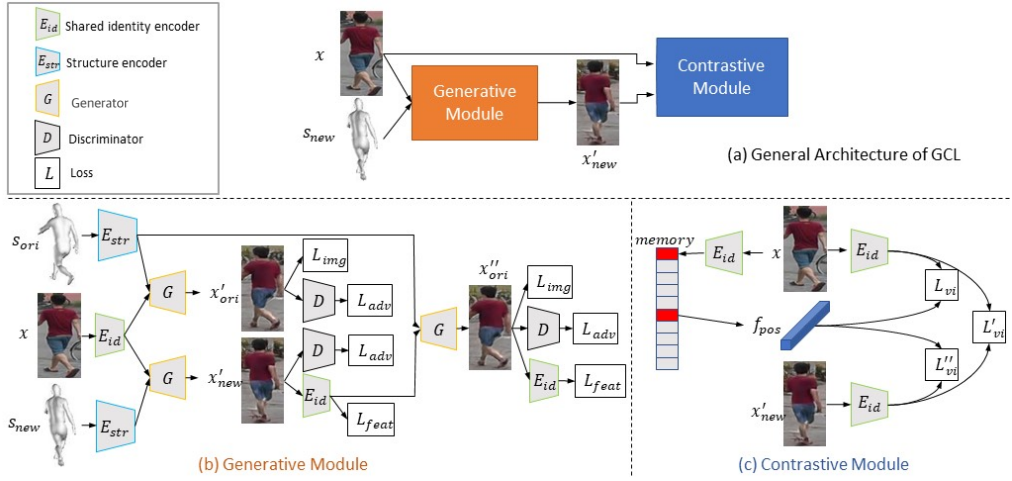 E_id Shared identity encoder
E_str Structure encoder
G Generator
D Discriminator
L Loss
x
s_new
Generative
Module
x'_new
Contrastive
Module
(a) General Architecture of GCL
s_ori
E_str
x
E_id
s_new
E_str
G
G
x'_ori
x'_new
L_img
D
L_adv
D
L_adv
E_id
L_feat
G
x''_ori
L_img
D
L_adv
E_id
L_feat
(b) Generative Module
memory
E_id
x
E_id
L_vi
f_pos
L'_vi
L''_vi
x'_new
E_id
(c) Contrastive Module